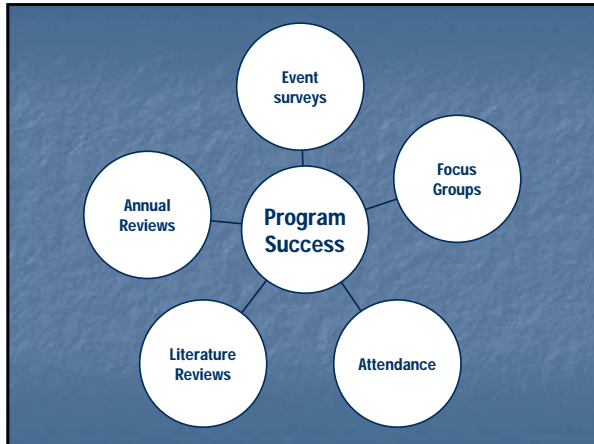 Event
surveys
Focus
Groups
Annual
Reviews
Program
Success
Literature
Reviews
Attendance